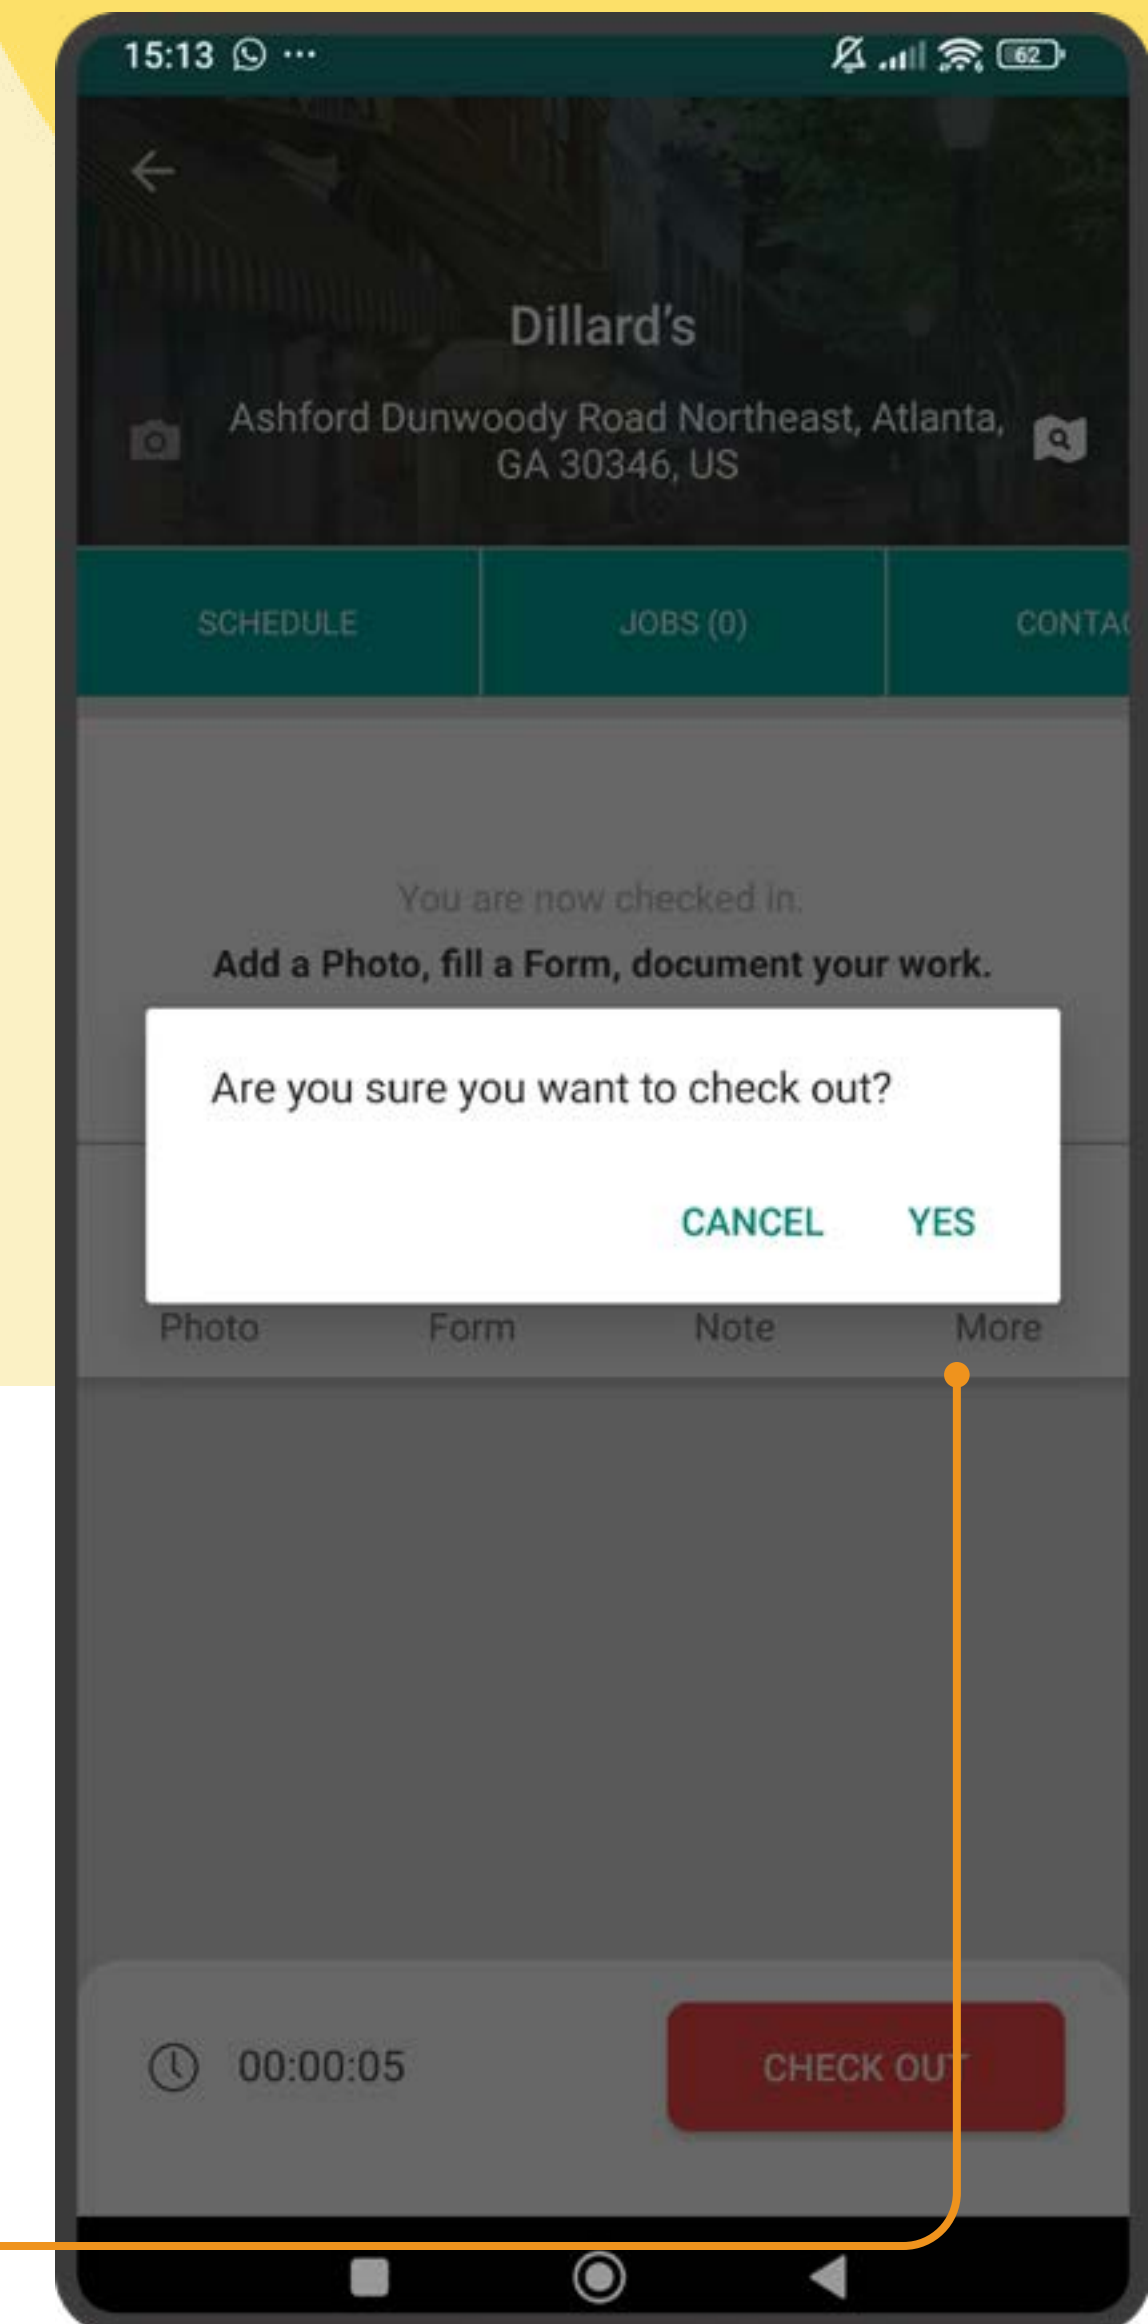 15:13
62
Dillard's
Ashford Dunwoody Road Northeast, Atlanta,
GA 30346, US
SCHEDULE
JOBS (0)
CONTAC
You are now checked in.
Add a Photo, fill a Form, document your work.
Are you sure you want to check out?
CANCEL
YES
Photo
Form
Note
More
00:00:05
CHECK OUT